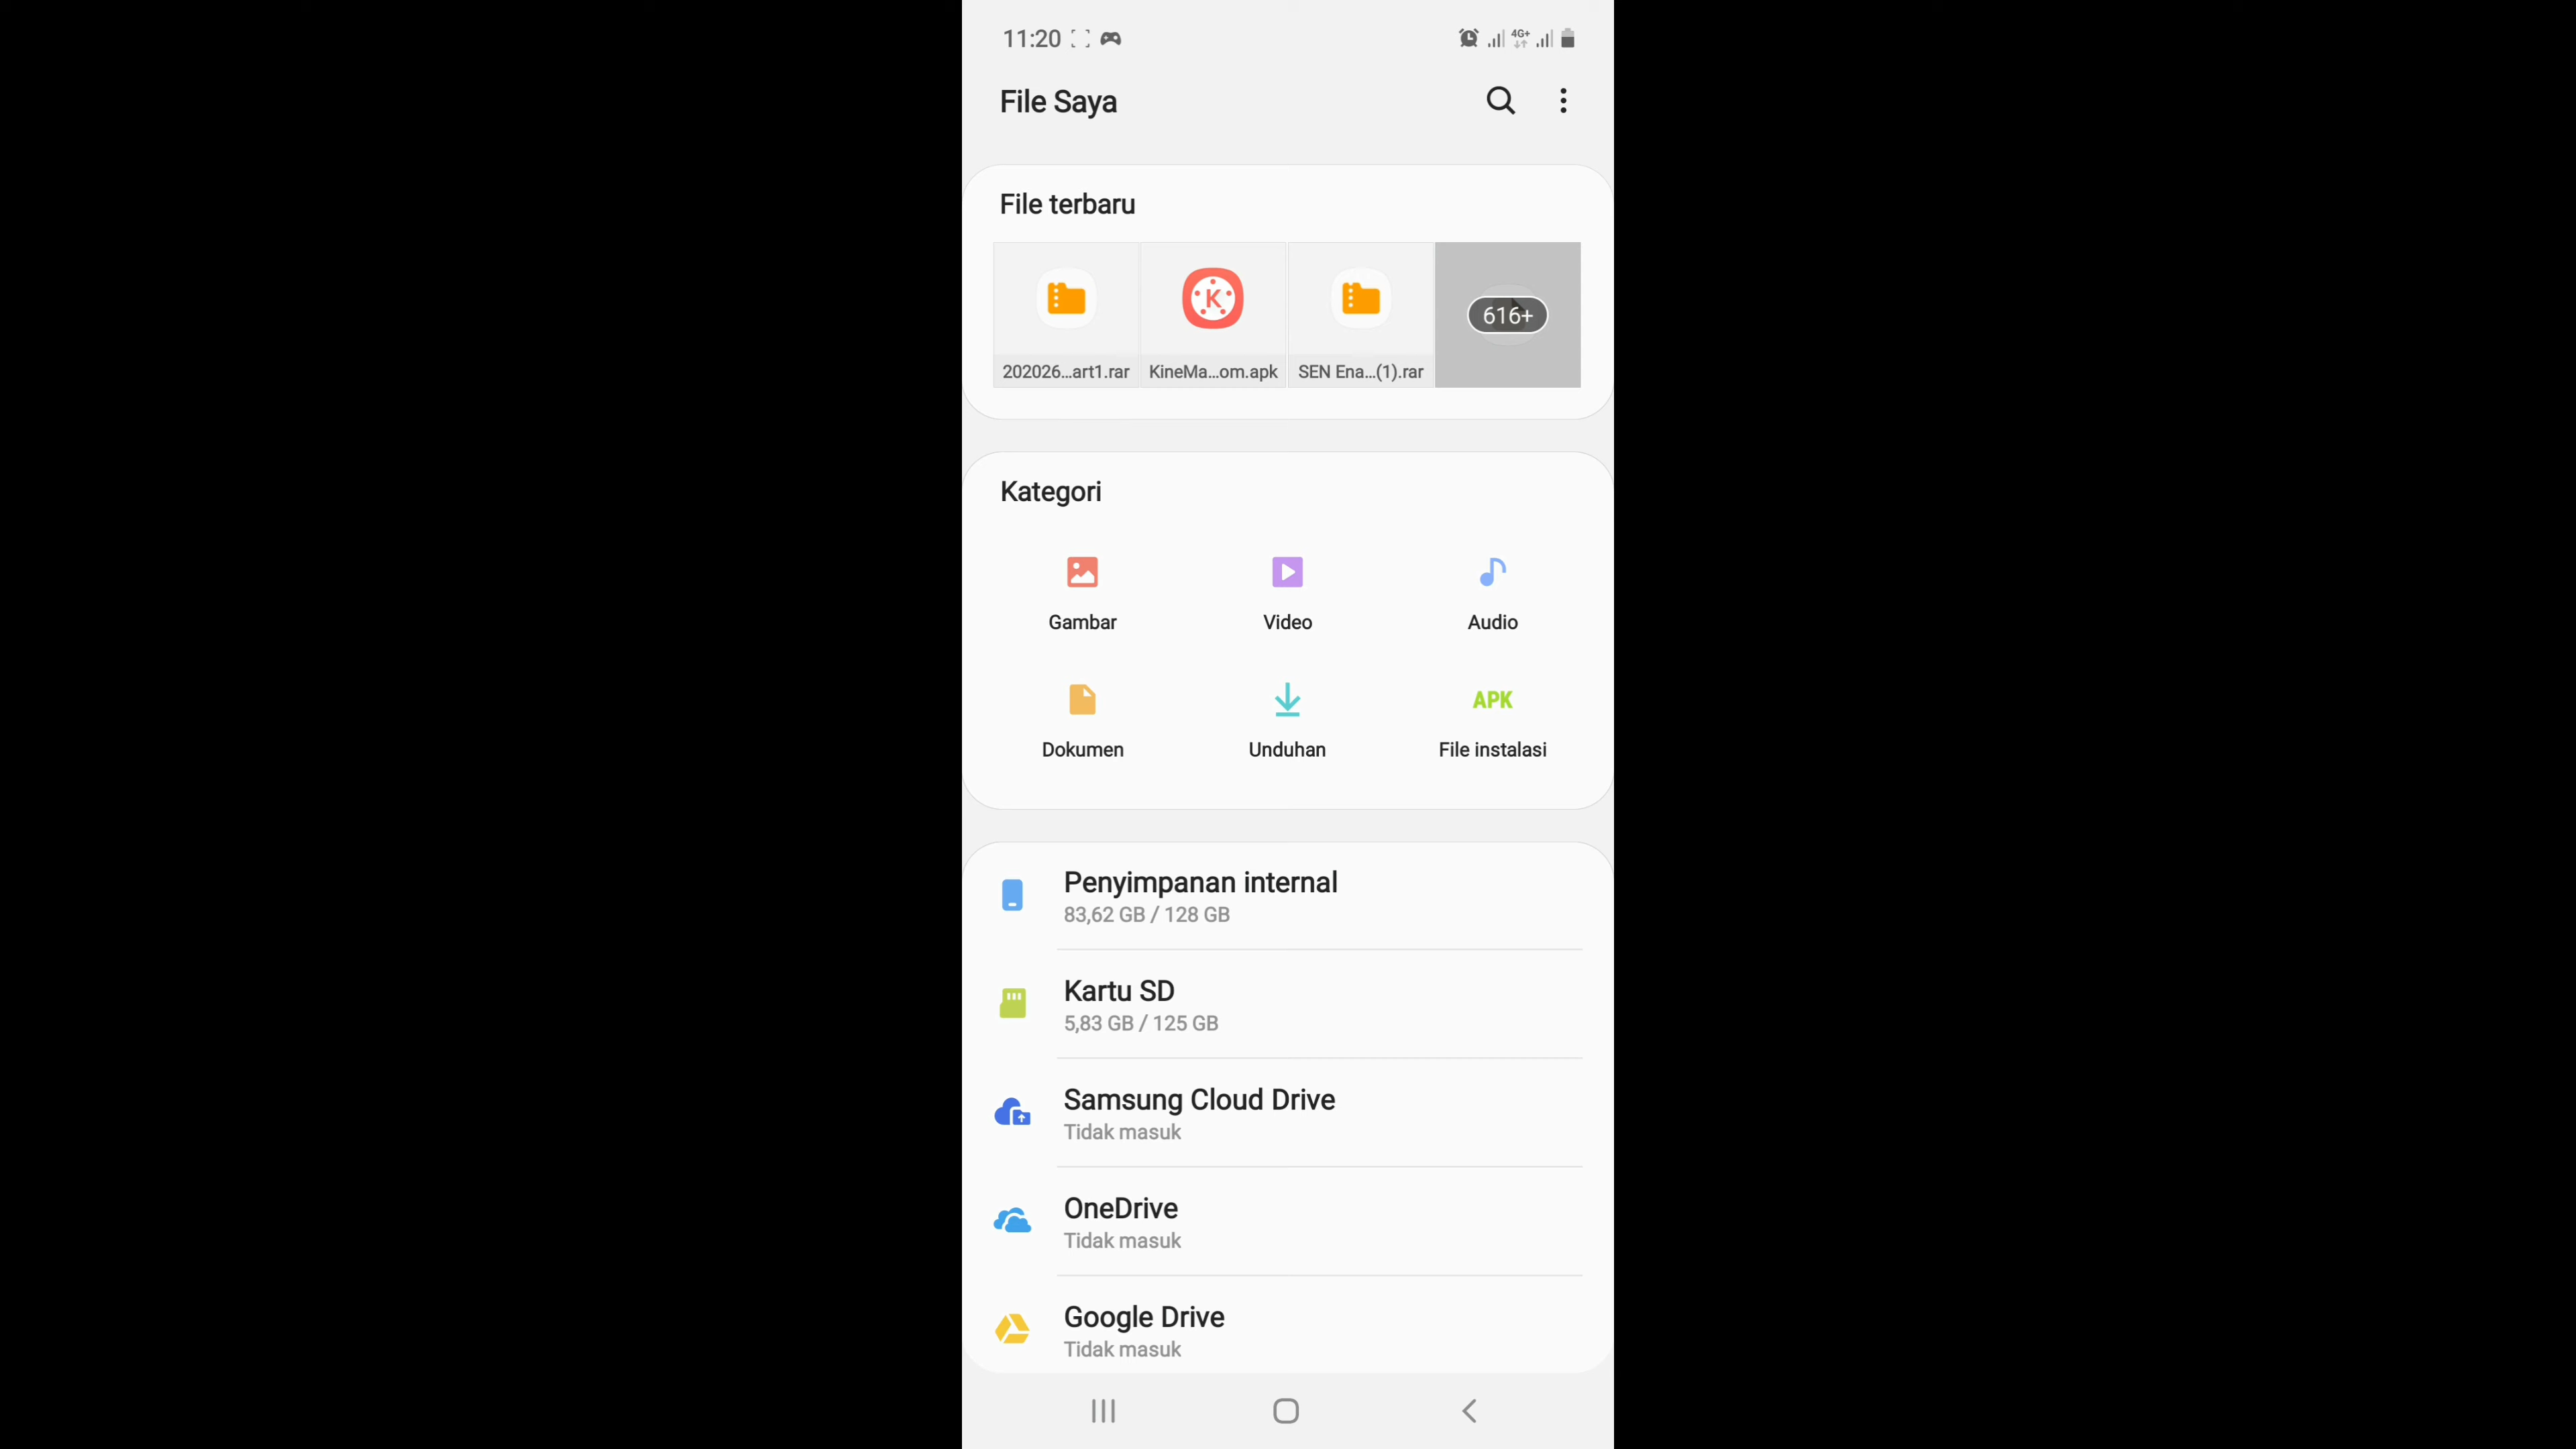 11:20
4G+
File Saya
File terbaru
K
616+
202026...art1.rar
KineMa...om.apk
SEN Ena...(1).rar
Kategori
Gambar
Video
Audio
APK
Dokumen
Unduhan
File instalasi
Penyimpanan internal
83,62 GB / 128 GB
Kartu SD
5,83 GB / 125 GB
Samsung Cloud Drive
Tidak masuk
OneDrive
Tidak masuk
Google Drive
Tidak masuk